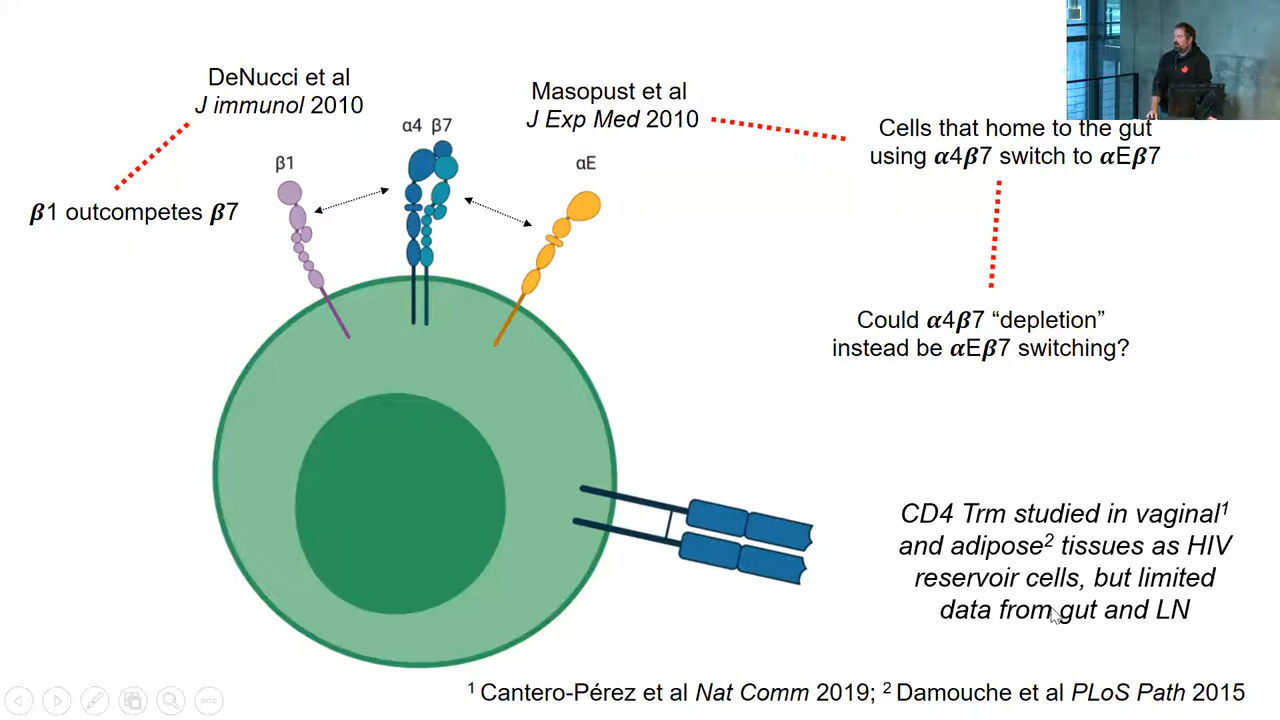 DeNucci et al
J immunol 2010
Masopust et al
J Exp Med 2010
Cells that home to the gut
using 𝜶4𝜷7 switch to 𝜶E𝜷7
β1
α4 β7
αE
𝜷1 outcompetes 𝜷7
Could 𝜶4𝜷7 “depletion”
instead be 𝜶E𝜷7 switching?
CD4 Trm studied in vaginal¹
and adipose² tissues as HIV
reservoir cells, but limited
data from gut and LN
¹ Cantero-Pérez et al Nat Comm 2019; ² Damouche et al PLoS Path 2015